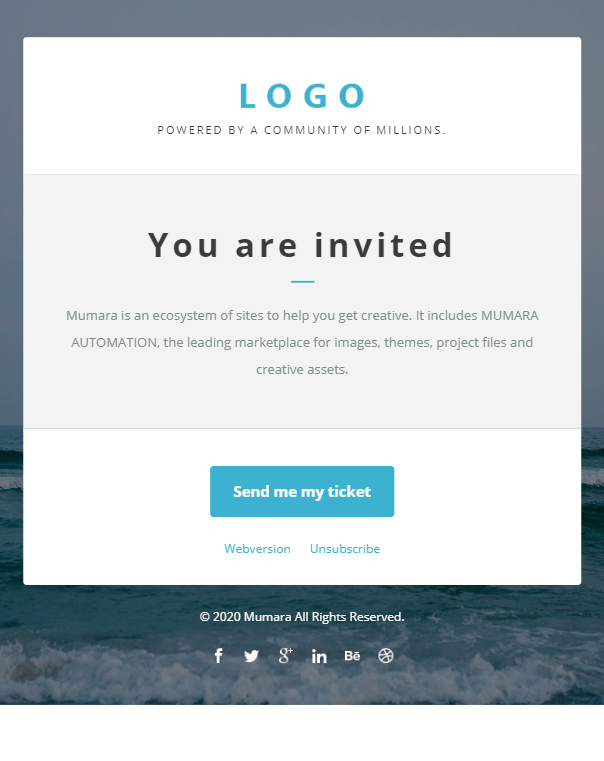 LOGO
POWERED BY A COMMUNITY OF MILLIONS.
You are invited
Mumara is an ecosystem of sites to help you get creative. It includes MUMARA
AUTOMATION, the leading marketplace for images, themes, project files and
creative assets.
Send me my ticket
Webversion Unsubscribe
© 2020 Mumara All Rights Reserved.